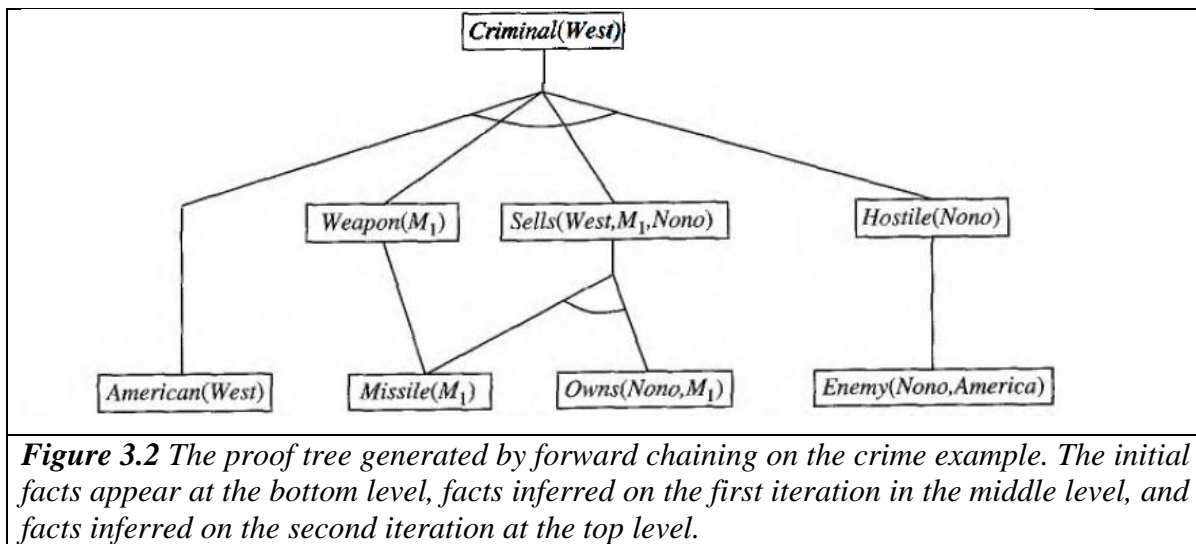 Criminal(West)
Weapon(M₁) Sells(West,M₁,Nono) Hostile(Nono)
American(West) Missile(M₁) Owns(Nono,M₁) Enemy(Nono,America)
Figure 3.2 The proof tree generated by forward chaining on the crime example. The initial
facts appear at the bottom level, facts inferred on the first iteration in the middle level, and
facts inferred on the second iteration at the top level.